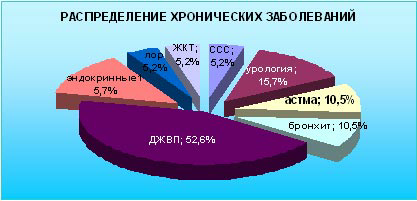 РАСПРЕДЕЛЕНИЕ ХРОНИЧЕСКИХ ЗАБОЛЕВАНИЙ
ЖКТ;
5,2%
ССС;
5,2%
лор;
5,2%
урология;
15,7%
эндокринные
5,7%
астма; 10,5%
бронхит; 10,5%
ДЖВП; 52,6%